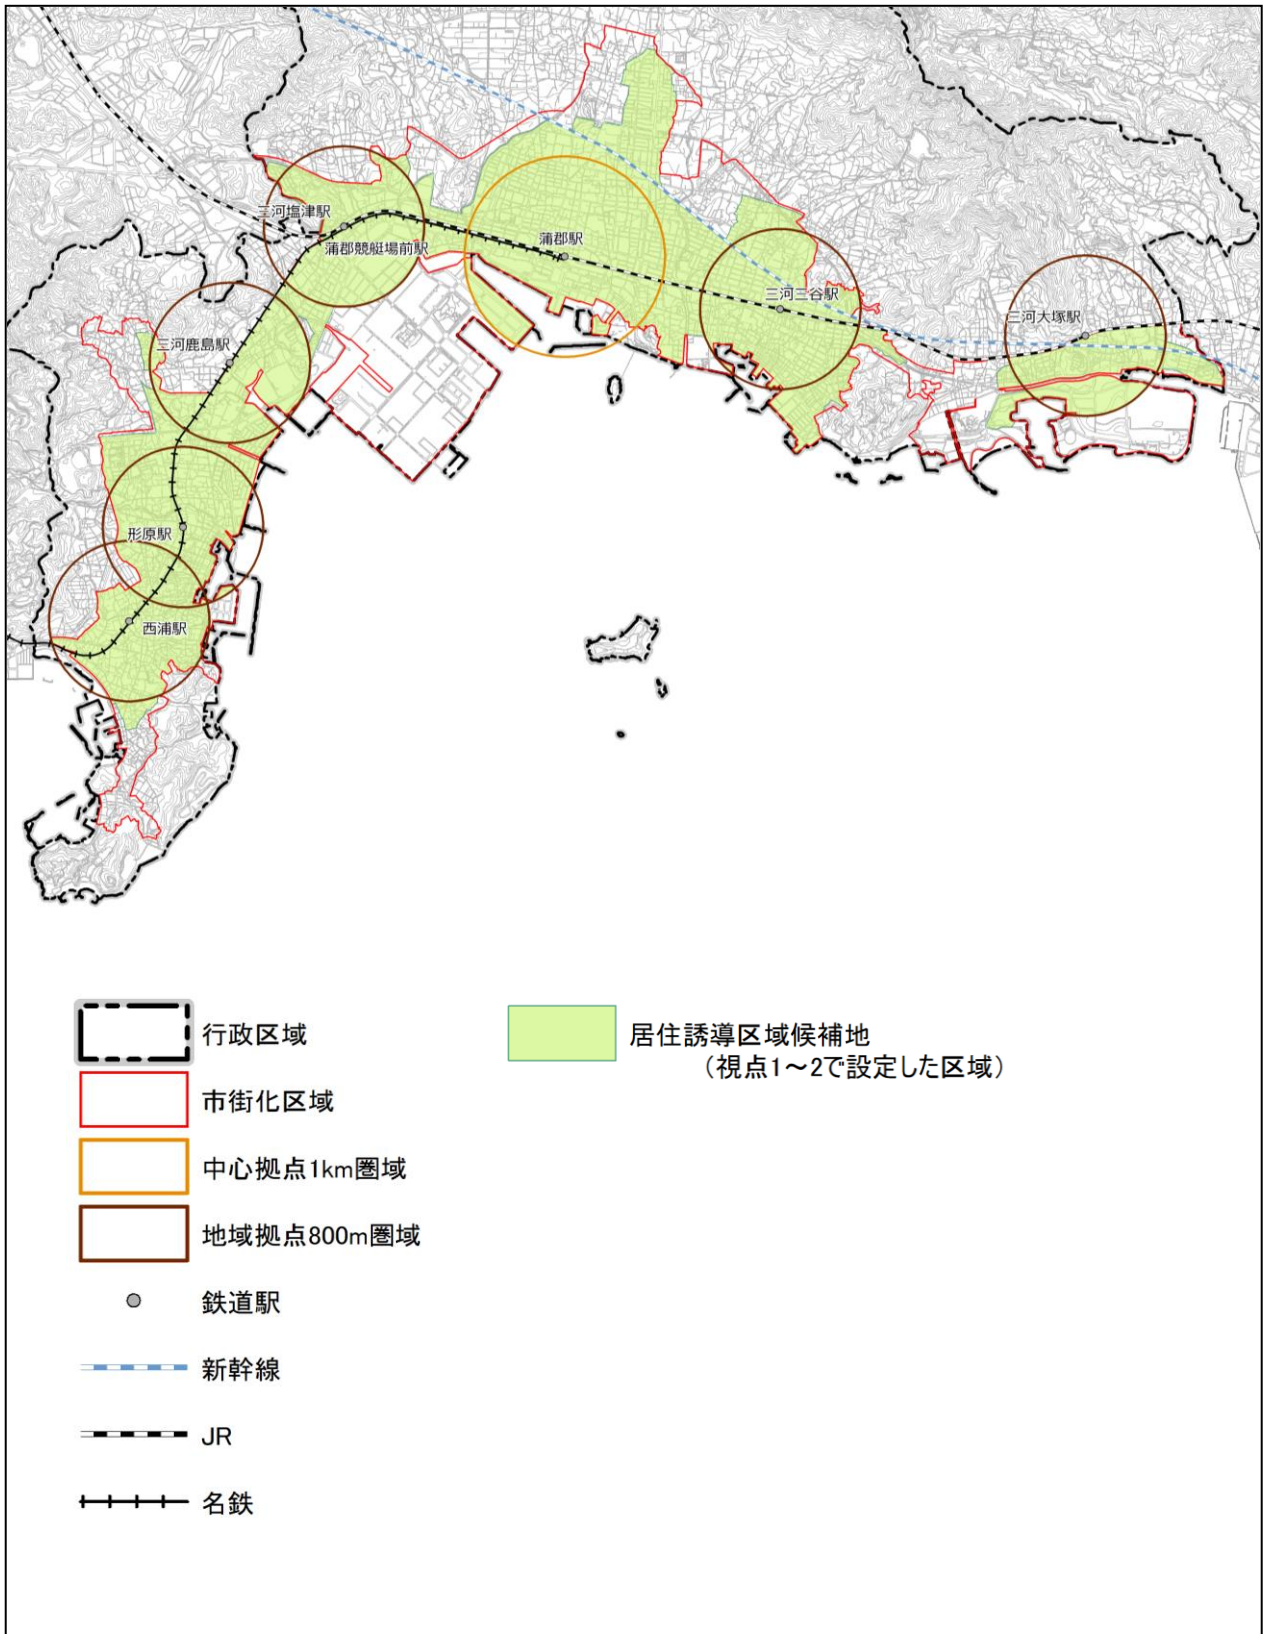 三河塩津駅
蒲郡競艇場前駅
蒲郡駅
三河三谷駅
三河大塚駅
三河鹿島駅
形原駅
西浦駅
行政区域
居住誘導区域候補地
（視点1～2で設定した区域）
市街化区域
中心拠点1km圏域
地域拠点800m圏域
鉄道駅
新幹線
JR
名鉄